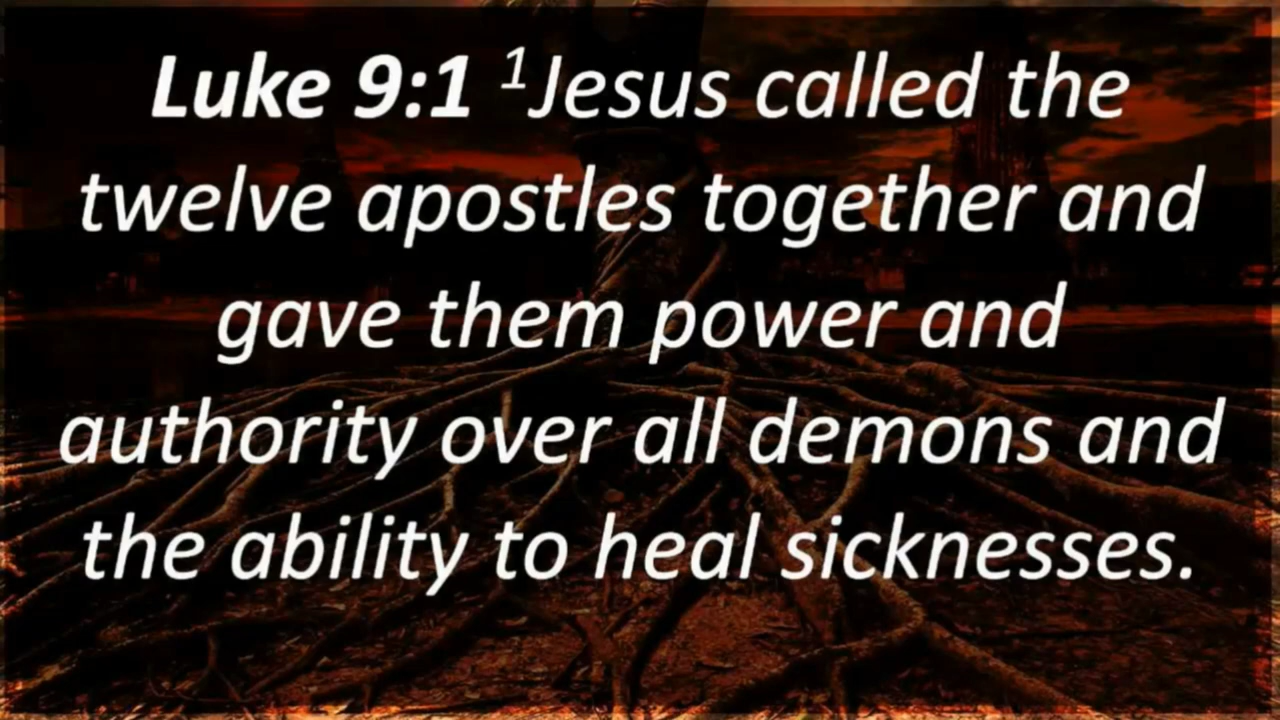 Luke 9:1 ¹Jesus called the
twelve apostles together and
gave them power and
authority over all demons and
the ability to heal sicknesses.